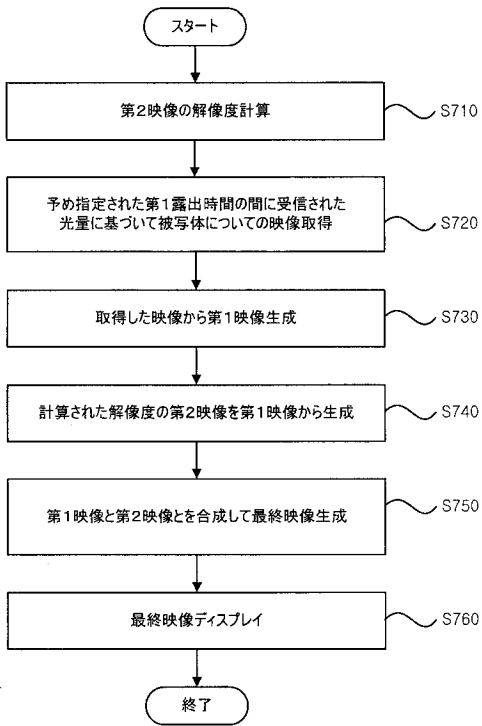 スタート
第2映像の解像度計算
S710
予め指定された第1露出時間の間に受信された
光量に基づいて被写体についての映像取得
S720
取得した映像から第1映像生成
S730
計算された解像度の第2映像を第1映像から生成
S740
第1映像と第2映像とを合成して最終映像生成
S750
最終映像ディスプレイ
S760
終了